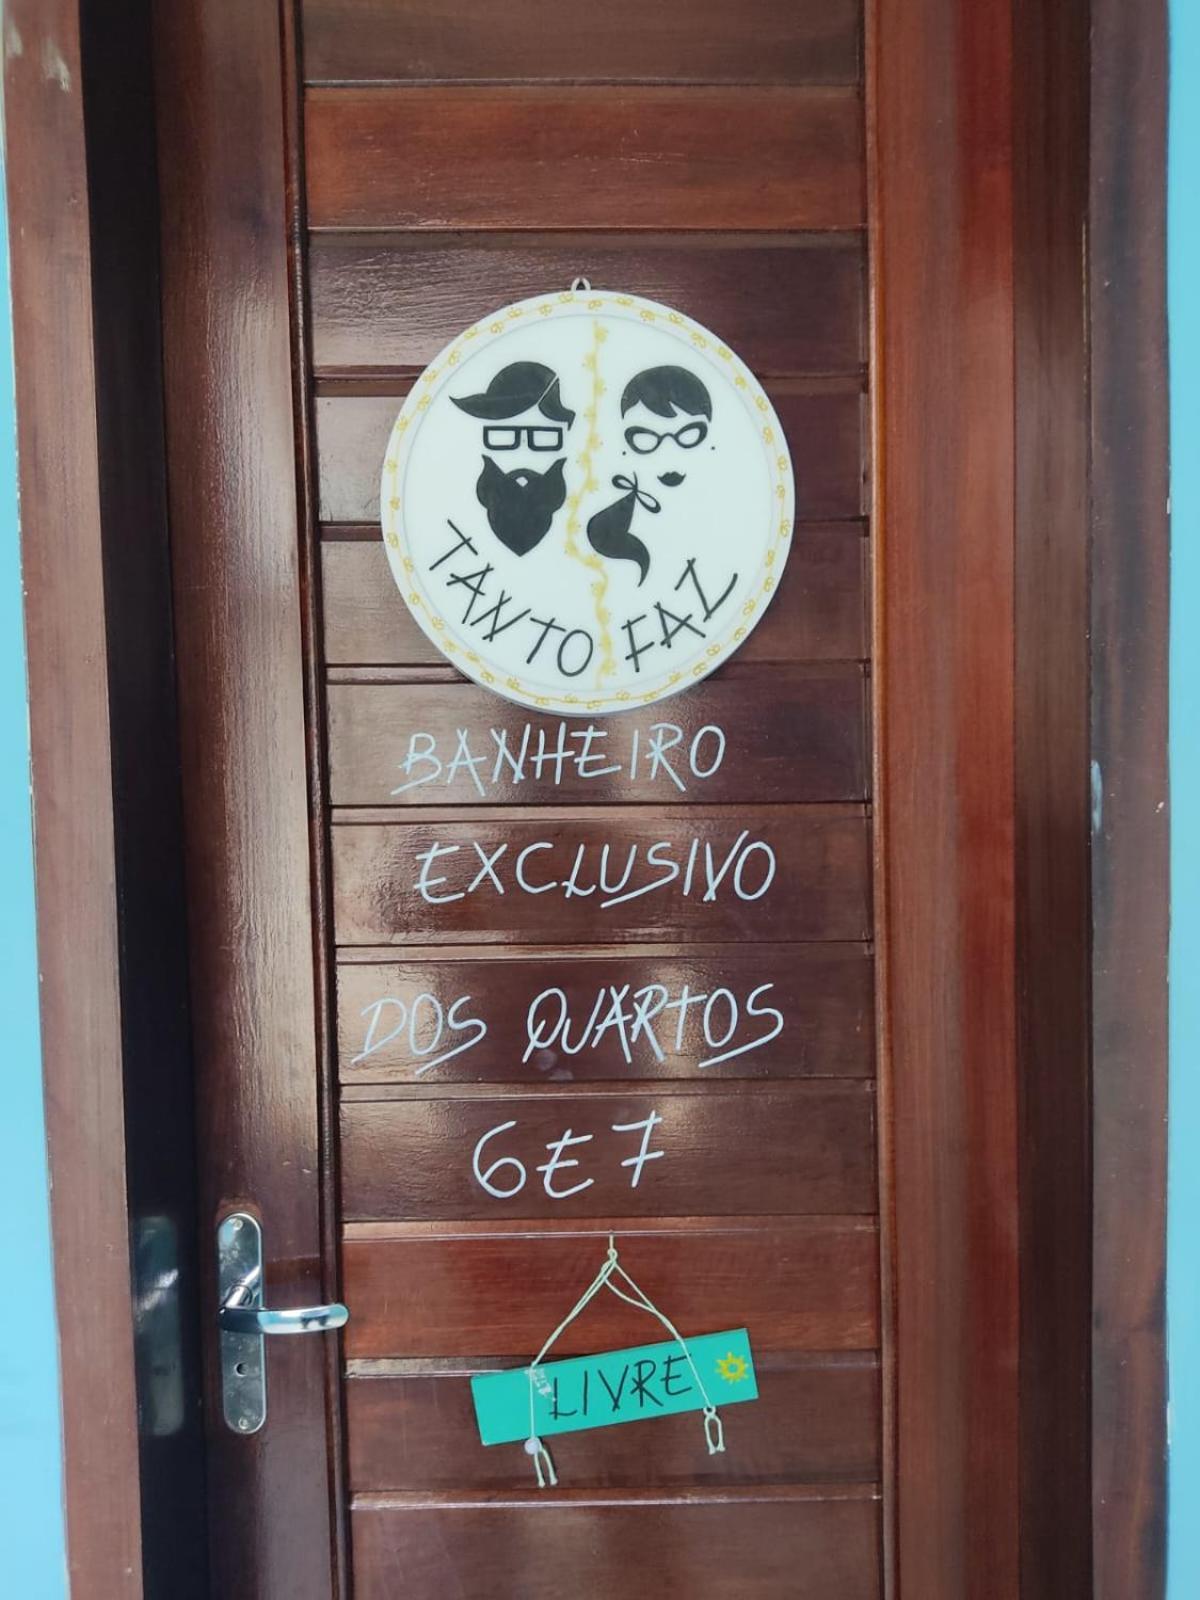 TANTO FAZ
BANHEIRO
EXCLUSIVO
DOS QUARTOS
6 E 7
LIVRE